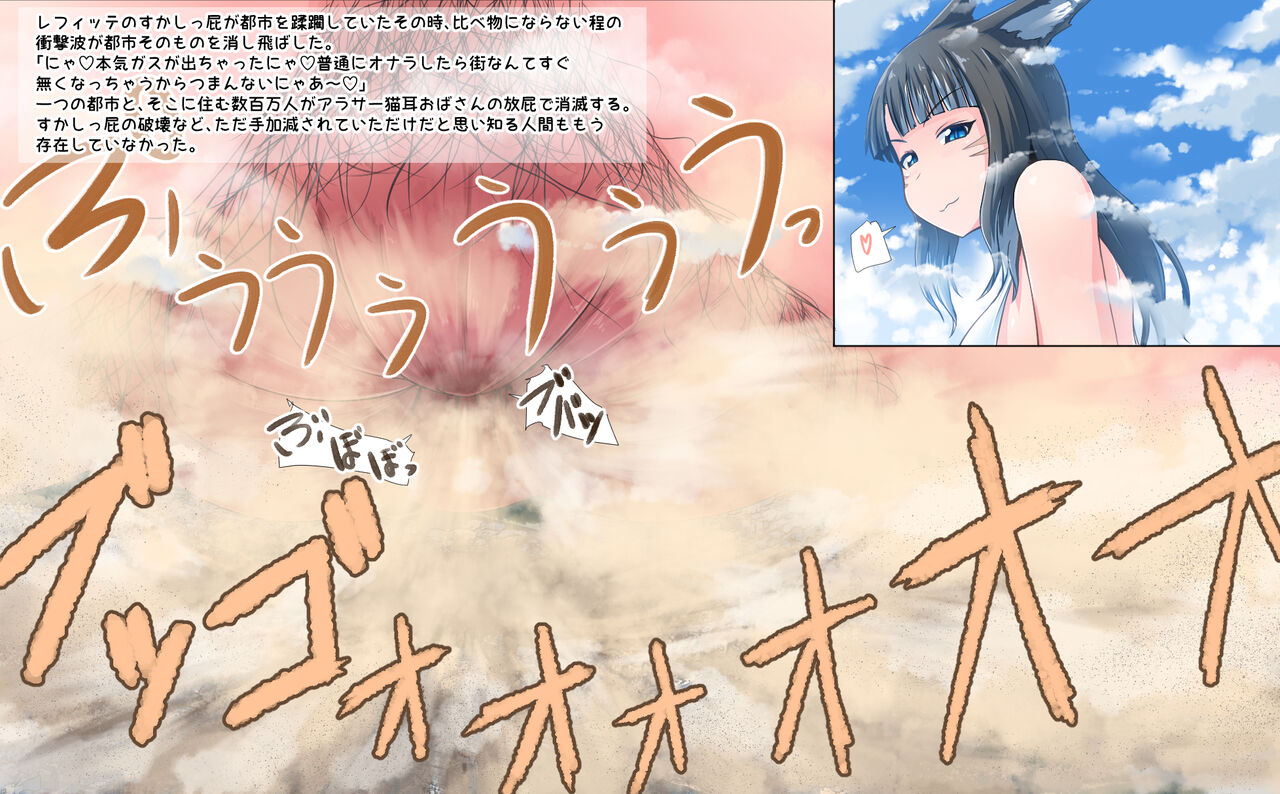 レフィッテのすかしっ屁が都市を蹂躙していたその時、比べ物にならない程の
衝撃波が都市そのものを消し飛ばした。
「にゃ♡本気ガスが出ちゃったにゃ♡普通にオナラしたら街なんてすぐ
無くなっちゃうからつまんないにゃあ～♡」
一つの都市と、そこに住む数百万人がアラサー猫耳おばさんの放屁で消滅する。
すかしっ屁の破壊など、ただ手加減されていただけだと思い知る人間ももう
存在していなかった。
ぶぅううぅううぅっ
♡
ブバッ
ぶぼぼっ
ブッゴォオオオオオ